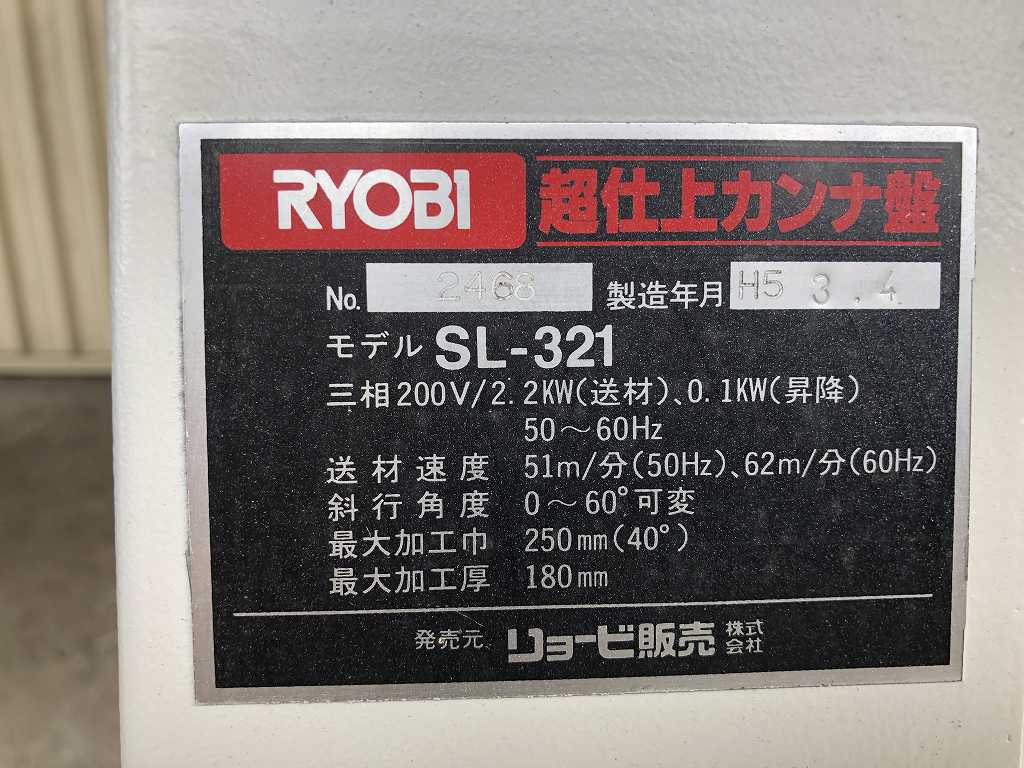 RYOBI 超仕上カンナ盤
No. 2468 製造年月 H5 3.4
モデル SL-321
三相200V/2.2KW(送材)、0.1KW(昇降)
50～60Hz
送材速度 51m/分(50Hz)、62m/分(60Hz)
斜行角度 0～60°可変
最大加工巾 250mm(40°)
最大加工厚 180mm
発売元 リョービ販売株式会社